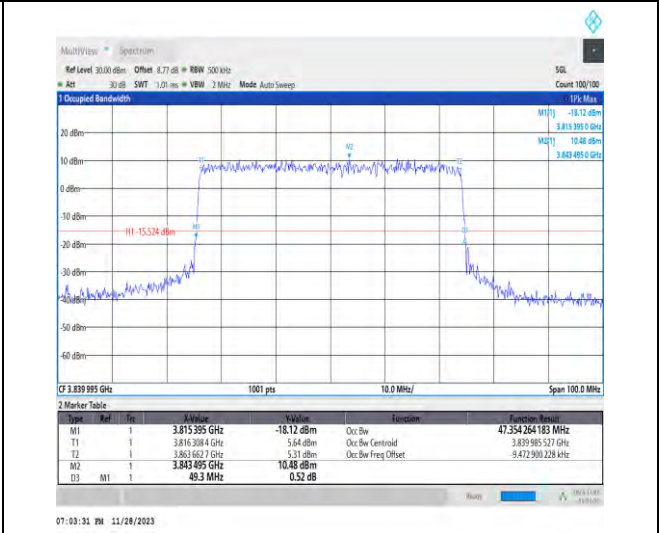 MultiView Spectrum
Ref Level 30.00 dBm Offset 8.77 dB RBW 500 kHz SGL
Att 30 dB SWT 1.01 ms VBW 2 MHz Mode Auto Sweep Count 100/100
1 Occupied Bandwidth 1Pk Max
M1[1] -18.12 dBm
3.815 395 0 GHz
M2[1] 10.48 dBm
3.843 495 0 GHz
20 dBm
M2
10 dBm
T1 T2
0 dBm
-10 dBm
H1 -15.524 dBm M1 D3
-20 dBm
-30 dBm
-40 dBm
-50 dBm
-60 dBm
CF 3.839 995 GHz 1001 pts 10.0 MHz/ Span 100.0 MHz
2 Marker Table
Type Ref Trc X-Value Y-Value Function Function Result
M1 1 3.815 395 GHz -18.12 dBm Occ Bw 47.354 264 183 MHz
T1 1 3.816 308 4 GHz 5.64 dBm Occ Bw Centroid 3.839 985 527 GHz
T2 1 3.863 662 7 GHz 5.31 dBm Occ Bw Freq Offset -9.472 900 228 kHz
M2 1 3.843 495 GHz 10.48 dBm
D3 M1 1 49.3 MHz 0.52 dB
07:03:31 PM 11/28/2023